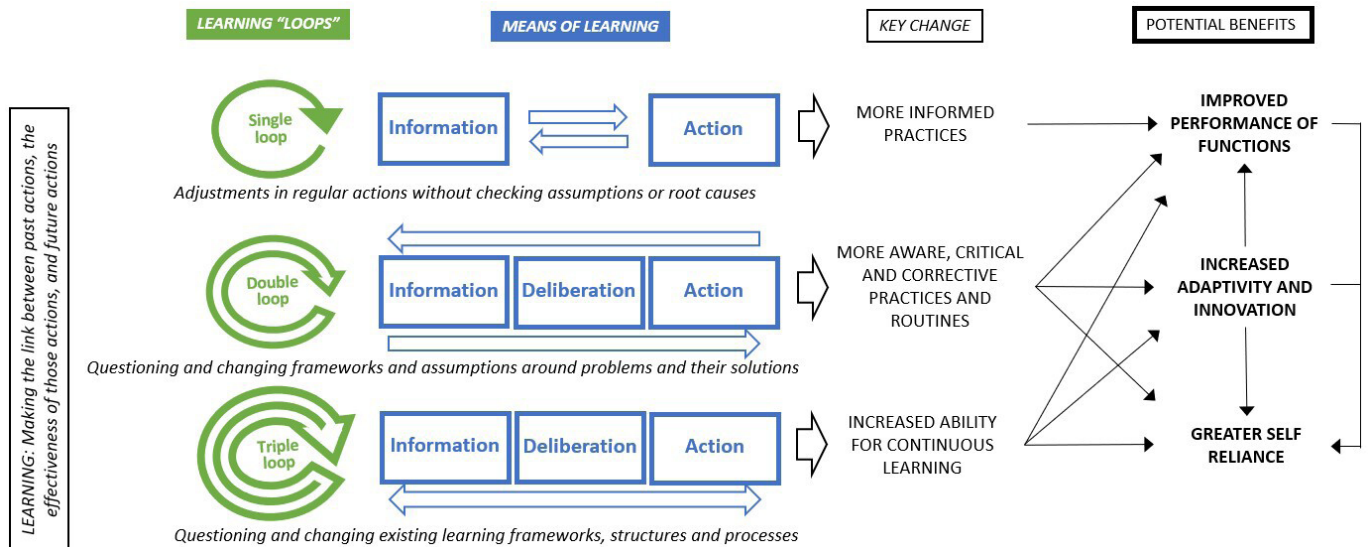 LEARNING "LOOPS"
MEANS OF LEARNING
KEY CHANGE
POTENTIAL BENEFITS
LEARNING: Making the link between past actions, the
effectiveness of those actions, and future actions
Single
loop
Information
Action
MORE INFORMED
PRACTICES
IMPROVED
PERFORMANCE OF
FUNCTIONS
Adjustments in regular actions without checking assumptions or root causes
Double
loop
Information
Deliberation
Action
MORE AWARE, CRITICAL
AND CORRECTIVE
PRACTICES AND
ROUTINES
INCREASED
ADAPTIVITY AND
INNOVATION
Questioning and changing frameworks and assumptions around problems and their solutions
Triple
loop
Information
Deliberation
Action
INCREASED ABILITY
FOR CONTINUOUS
LEARNING
GREATER SELF
RELIANCE
Questioning and changing existing learning frameworks, structures and processes